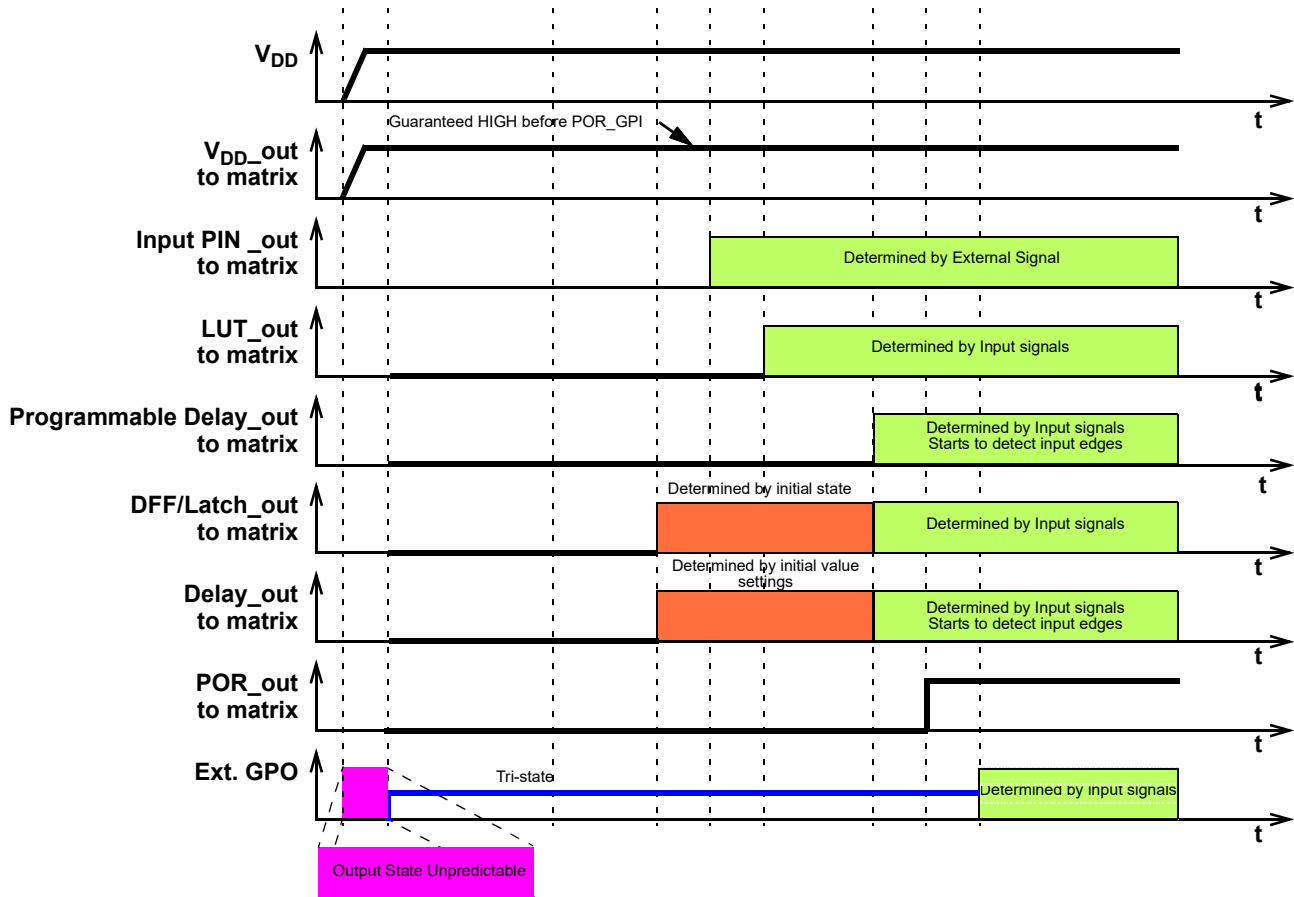 VDD
t
Guaranteed HIGH before POR_GPI
VDD_out
to matrix
t
Input PIN _out
to matrix
Determined by External Signal
t
LUT_out
to matrix
Determined by Input signals
t
Programmable Delay_out
to matrix
Determined by Input signals
Starts to detect input edges
t
DFF/Latch_out
to matrix
Determined by initial state
Determined by Input signals
t
Delay_out
to matrix
Determined by initial value
settings
Determined by Input signals
Starts to detect input edges
t
POR_out
to matrix
t
Ext. GPO
Tri-state
Determined by input signals
t
Output State Unpredictable